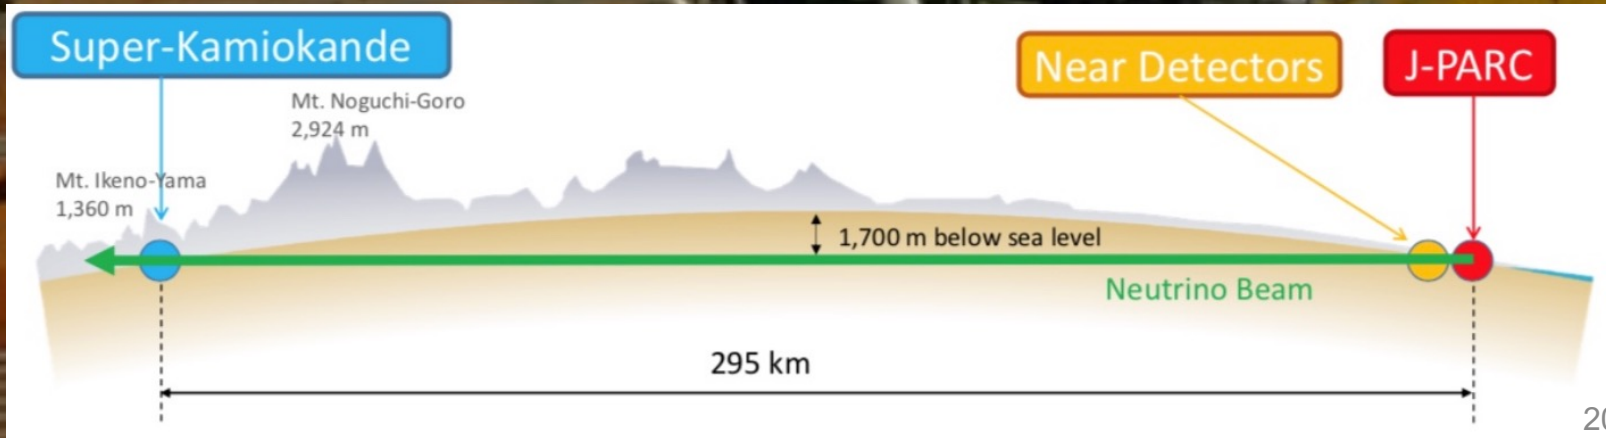 Super-Kamiokande
Near Detectors
J-PARC
Mt. Noguchi-Goro
2,924 m
Mt. Ikeno-Yama
1,360 m
1,700 m below sea level
Neutrino Beam
295 km